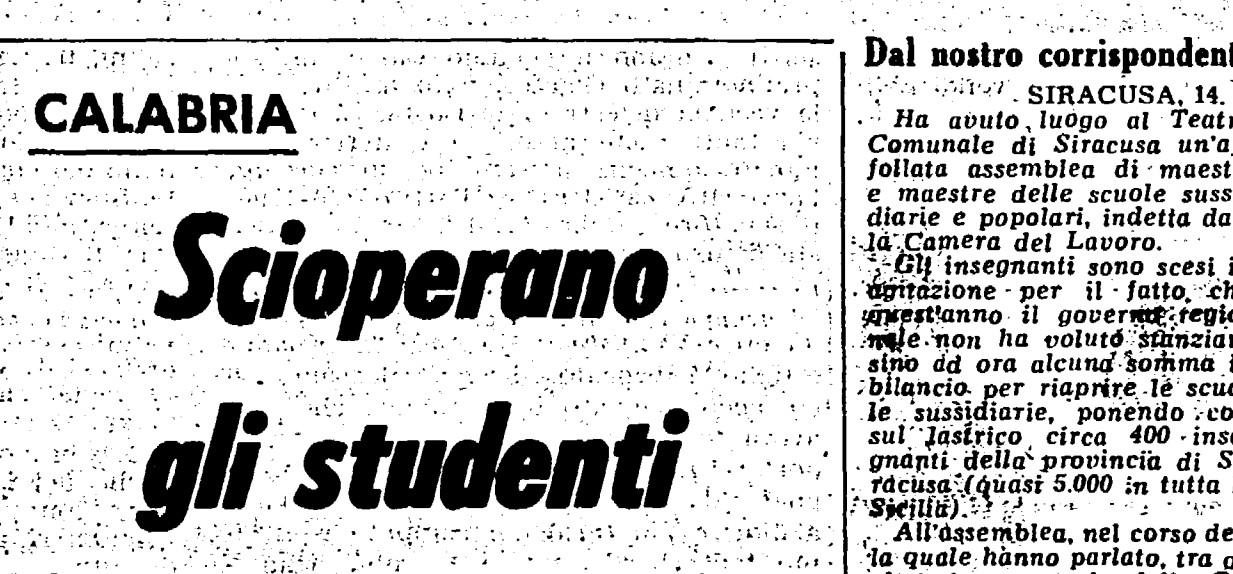 CALABRIA
Scioperano
gli studenti
Dal nostro corrispondent
SIRACUSA, 14.
Ha avuto luogo al Teatr
Comunale di Siracusa un'a
follata assemblea di maest
e maestre delle scuole suss
diarie e popolari, indetta da
la Camera del Lavoro.
Gli insegnanti sono scesi i
agitazione per il fatto, ch
quest'anno il governo regio
nale non ha voluto stanziar
sino ad ora alcuna somma i
bilancio per riaprire le scuo
le sussidiarie, ponendo co
sul lastrico circa 400 inse
gnanti della provincia di S
racusa (quasi 5.000 in tutta
Sicilia).
All'assemblea, nel corso de
la quale hanno parlato, tra g